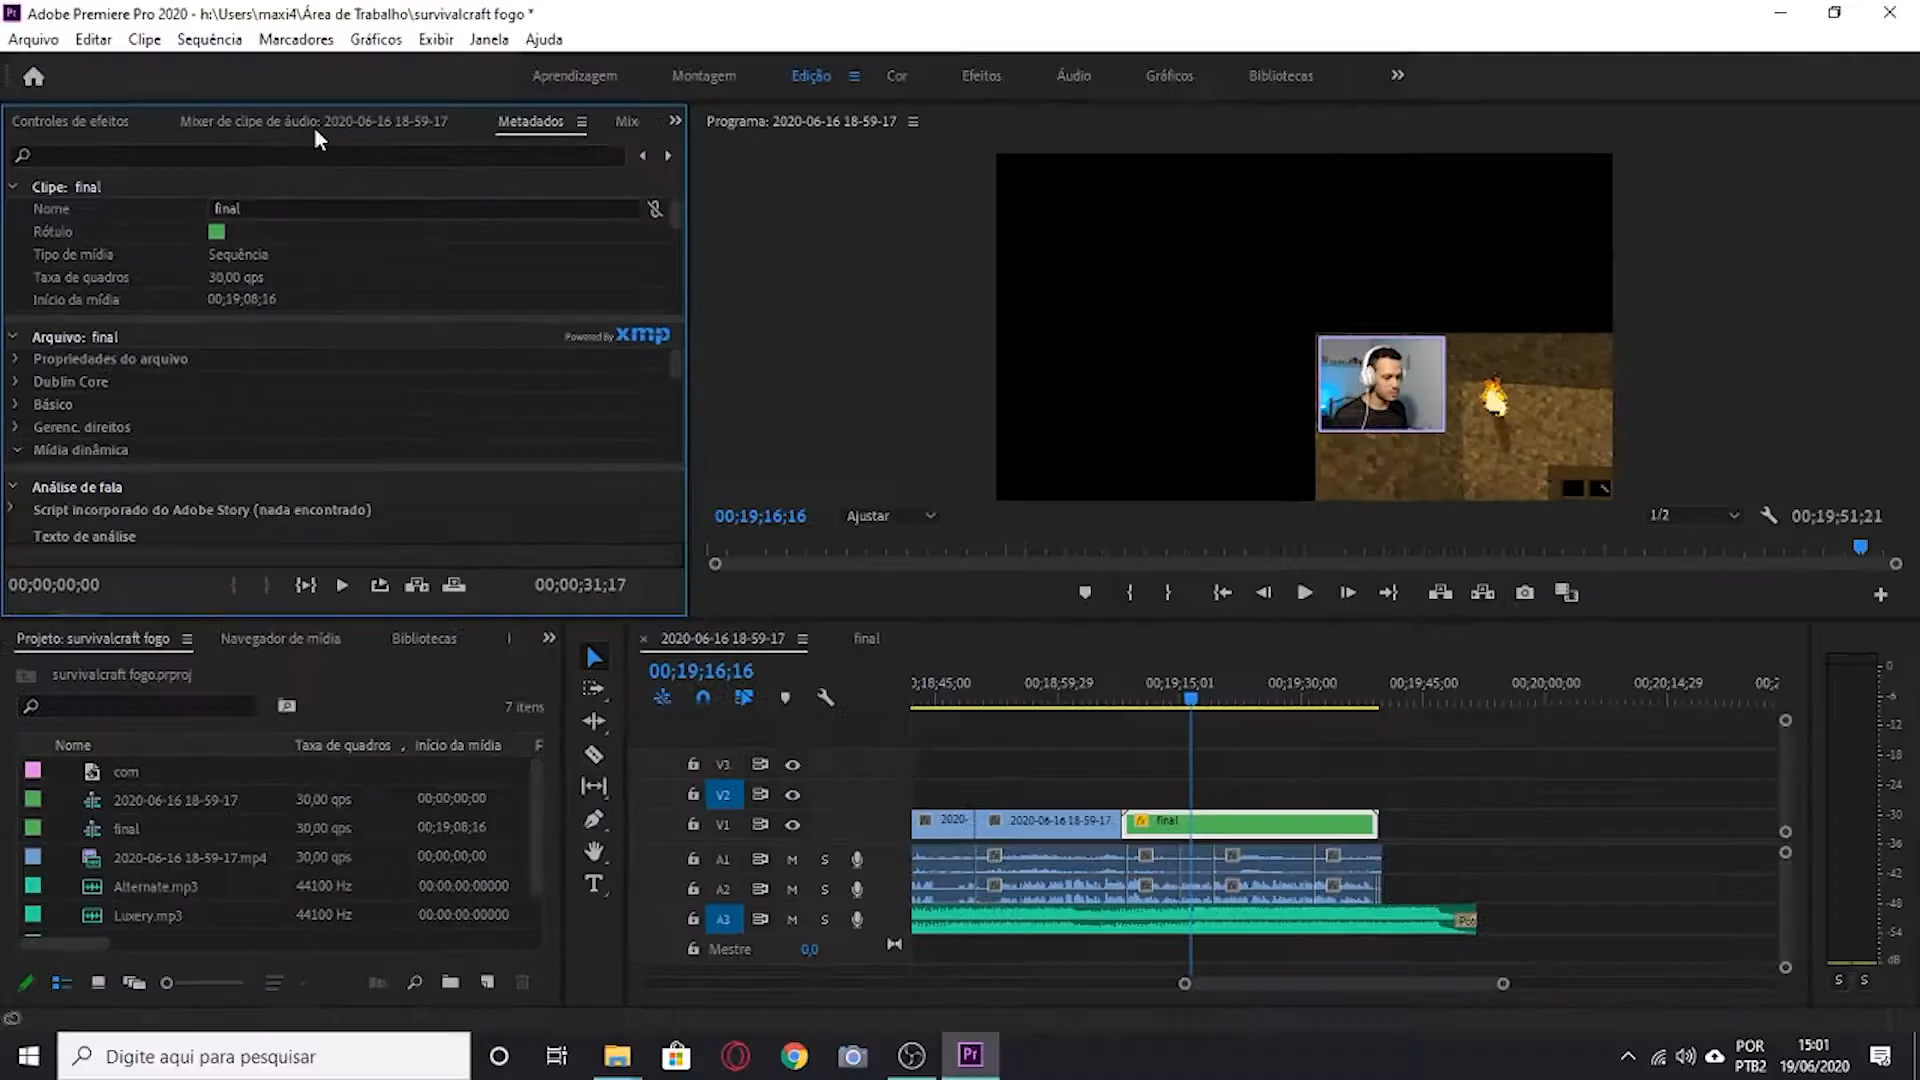 Adobe Premiere Pro 2020 - h:\Users\maxi4\Área de Trabalho\survivalcraft fogo *
Arquivo Editar Clipe Sequência Marcadores Gráficos Exibir Janela Ajuda
Aprendizagem Montagem Edição Cor Efeitos Áudio Gráficos Bibliotecas
Controles de efeitos Mixer de clipe de áudio: 2020-06-16 18-59-17 Metadados Mix
Clipe: final
Nome final
Rótulo
Tipo de mídia Sequência
Taxa de quadros 30,00 qps
Início da mídia 00;19;08;16
Arquivo: final Powered By xmp
Propriedades do arquivo
Dublin Core
Básico
Gerenc. direitos
Mídia dinâmica
Análise de fala
Script incorporado do Adobe Story (nada encontrado)
Texto de análise
00;00;00;00 00;00;31;17
Programa: 2020-06-16 18-59-17
00;19;16;16 Ajustar 1/2 00;19;51;21
Projeto: survivalcraft fogo Navegador de mídia Bibliotecas
survivalcraft fogo.prproj
7 itens
Nome Taxa de quadros Início da mídia F
com
2020-06-16 18-59-17 30,00 qps 00;00;00;00
final 30,00 qps 00;19;08;16
2020-06-16 18-59-17.mp4 30,00 qps 00;00;00;00
Alternate.mp3 44100 Hz 00:00:00:00000
Luxery.mp3 44100 Hz 00:00:00:00000
2020-06-16 18-59-17 final
00;19;16;16
;18;45;00 00;18;59;29 00;19;15;01 00;19;30;00 00;19;45;00 00;20;00;00 00;20;14;29 00;2
V3
V2
V1 2020- 2020-06-16 18-59-17. final
A1 M S
A2 M S
A3 M S
Mestre 0,0
0
-6
-12
-18
-24
-30
-36
-42
-48
-54
dB
S S
Digite aqui para pesquisar
POR
PTB2
15:01
19/06/2020